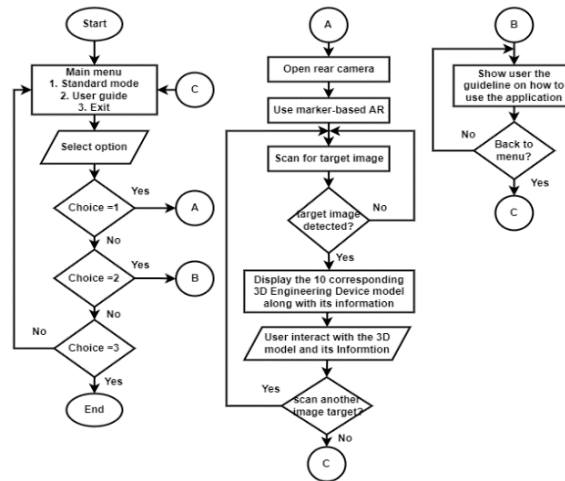 Start
Main menu
1. Standard mode
2. User guide
3. Exit
C
Select option
Choice =1
Yes
A
No
Choice =2
Yes
B
No
Choice =3
No
Yes
End
A
Open rear camera
Use marker-based AR
Scan for target image
target image
detected?
No
Yes
Display the 10 corresponding
3D Engineering Device model
along with its information
User interact with the 3D
model and its Informtion
Yes
scan another
image target?
No
C
B
Show user the
guideline on how to
use the application
No
Back to
menu?
Yes
C